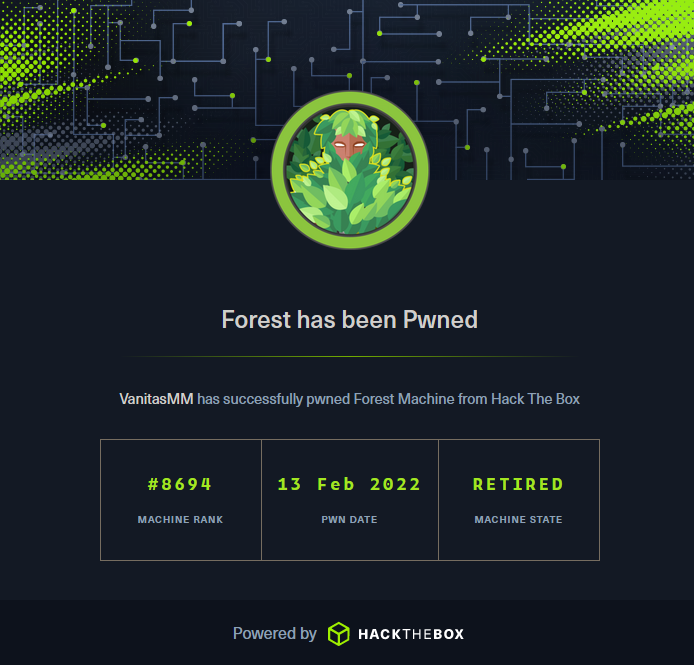 Forest has been Pwned
VanitasMM has successfully pwned Forest Machine from Hack The Box
#8694
MACHINE RANK
13 Feb 2022
PWN DATE
RETIRED
MACHINE STATE
Powered by HACKTHEBOX